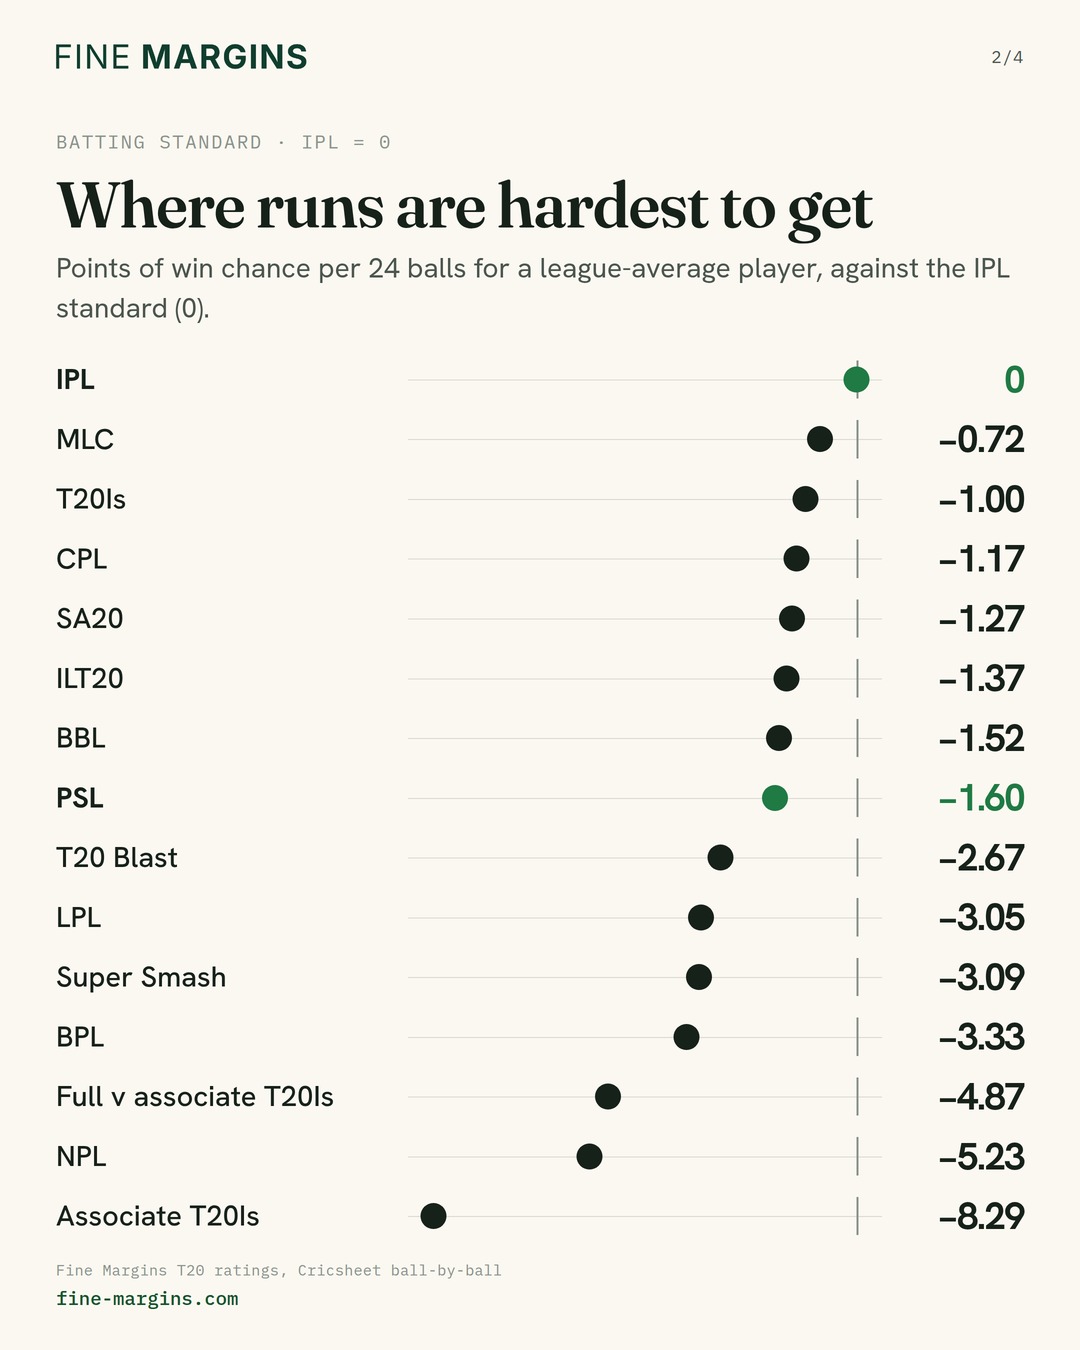 FINE MARGINS
2/4
BATTING STANDARD · IPL = 0
Where runs are hardest to get
Points of win chance per 24 balls for a league-average player, against the IPL
standard (0).
IPL 0
MLC −0.72
T20Is −1.00
CPL −1.17
SA20 −1.27
ILT20 −1.37
BBL −1.52
PSL −1.60
T20 Blast −2.67
LPL −3.05
Super Smash −3.09
BPL −3.33
Full v associate T20Is −4.87
NPL −5.23
Associate T20Is −8.29
Fine Margins T20 ratings, Cricsheet ball-by-ball
fine-margins.com